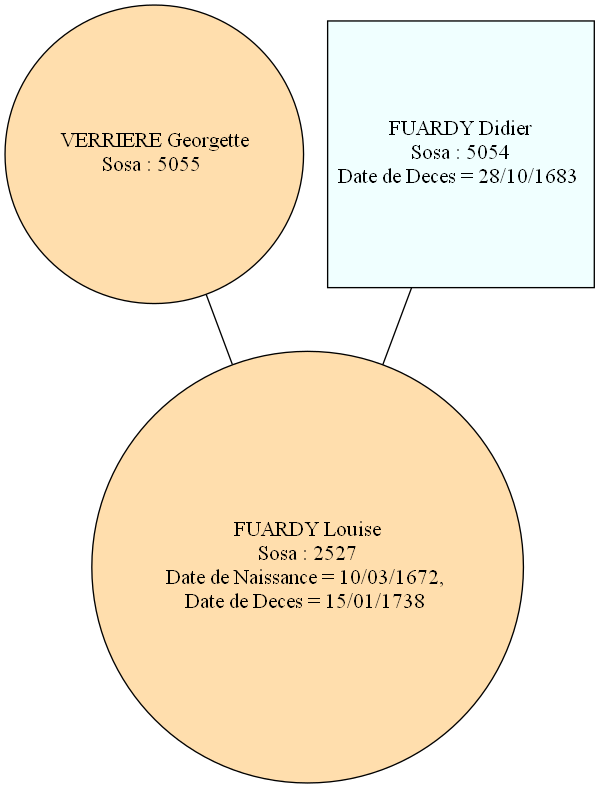 VERRIERE Georgette
Sosa : 5055
FUARDY Didier
Sosa : 5054
Date de Deces = 28/10/1683
FUARDY Louise
Sosa : 2527
Date de Naissance = 10/03/1672,
Date de Deces = 15/01/1738